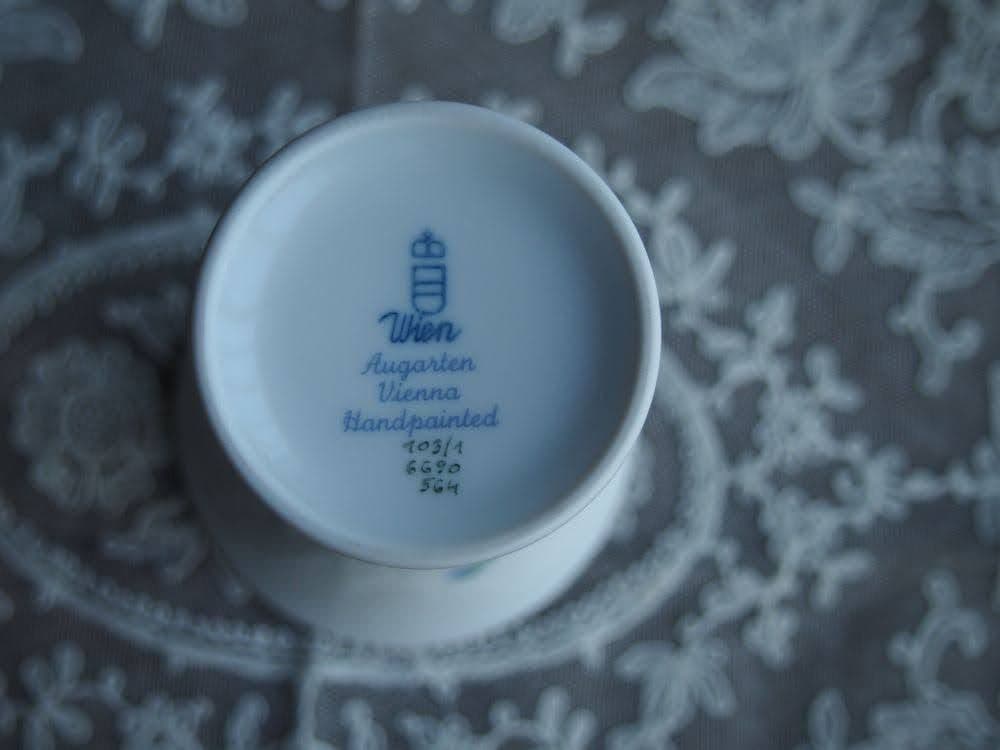 Wien
Augarten
Vienna
Handpainted
103/1
6690
564